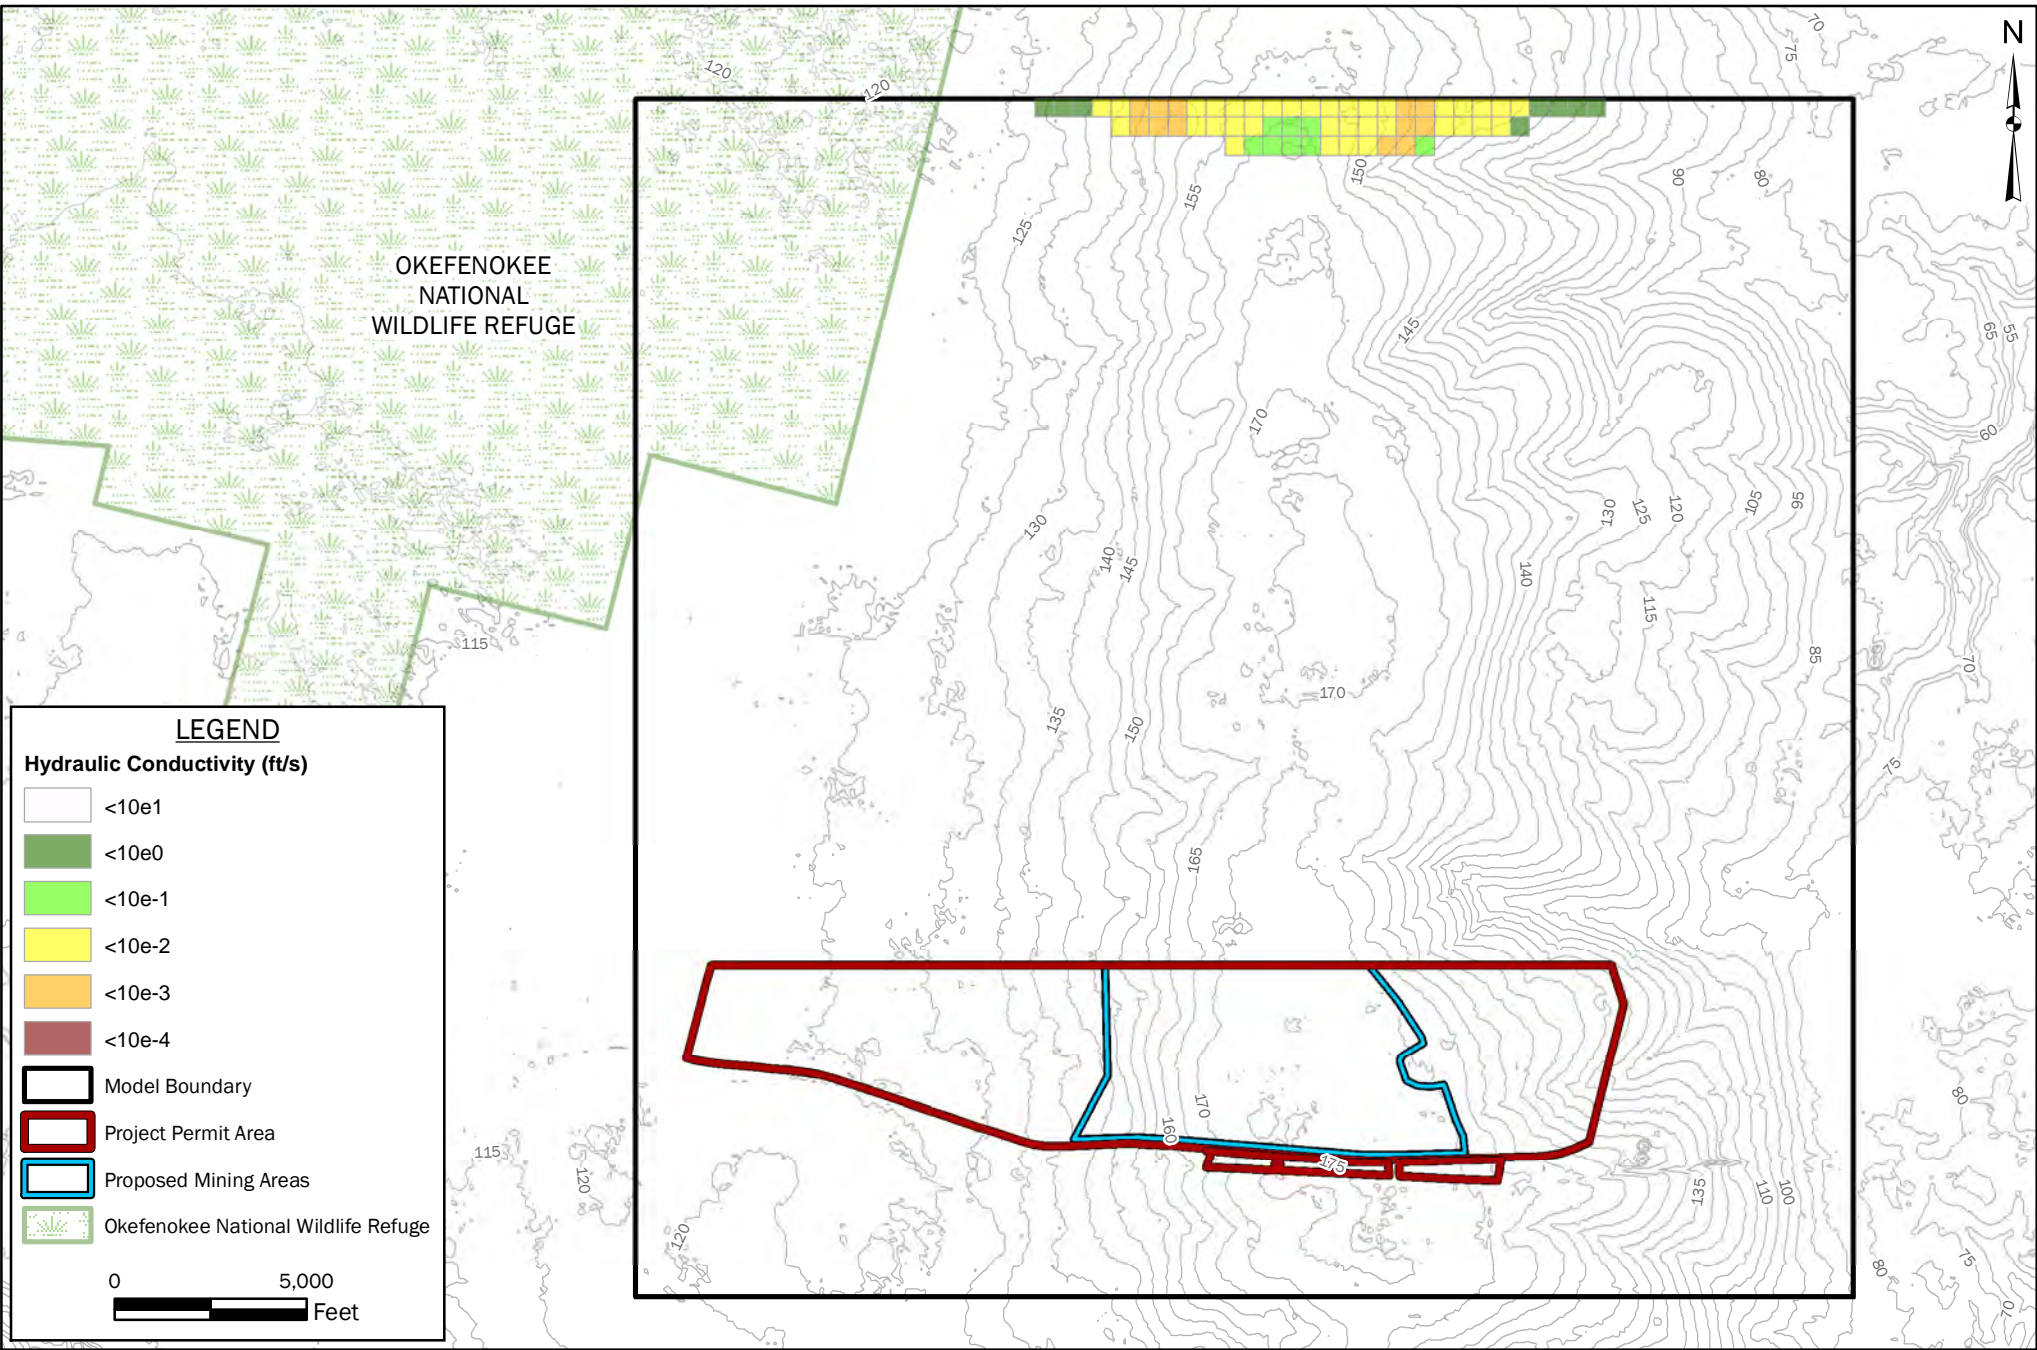 N
120
120
70
75
OKEFENOKEE
NATIONAL
WILDLIFE REFUGE
125
155
150
90
80
145
65
55
170
60
130
140
145
130
125
120
105
95
140
115
115
85
70
170
135
150
75
165
LEGEND
Hydraulic Conductivity (ft/s)
<10e1
<10e0
<10e-1
<10e-2
<10e-3
<10e-4
Model Boundary
Project Permit Area
Proposed Mining Areas
Okefenokee National Wildlife Refuge
0 5,000
Feet
115
120
120
170
160
175
135
110
100
80
75
80
70